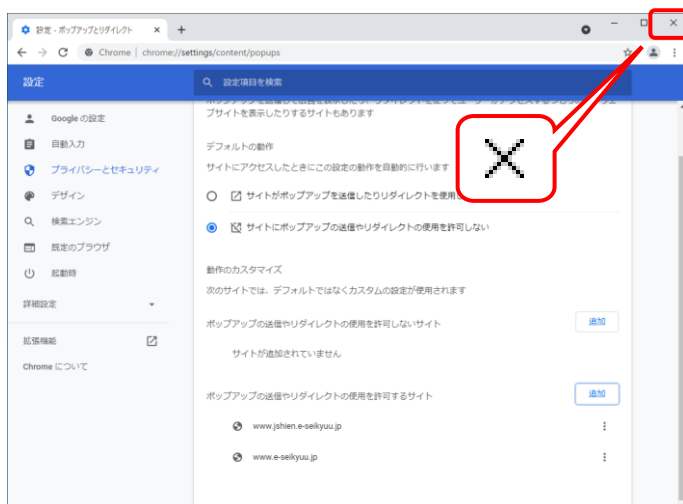 設定 - ポップアップとリダイレクト
Chrome | chrome://settings/content/popups
設定
設定項目を検索
Google の設定
自動入力
プライバシーとセキュリティ
デザイン
検索エンジン
既定のブラウザ
起動時
詳細設定
拡張機能
Chrome について
ブサイトを表示したりするサイトもあります
デフォルトの動作
サイトにアクセスしたときにこの設定の動作を自動的に行います
サイトがポップアップを送信したりリダイレクトを使用
サイトにポップアップの送信やリダイレクトの使用を許可しない
動作のカスタマイズ
次のサイトでは、デフォルトではなくカスタムの設定が使用されます
ポップアップの送信やリダイレクトの使用を許可しないサイト
追加
サイトが追加されていません
ポップアップの送信やリダイレクトの使用を許可するサイト
追加
www.jshien.e-seikyuu.jp
www.e-seikyuu.jp